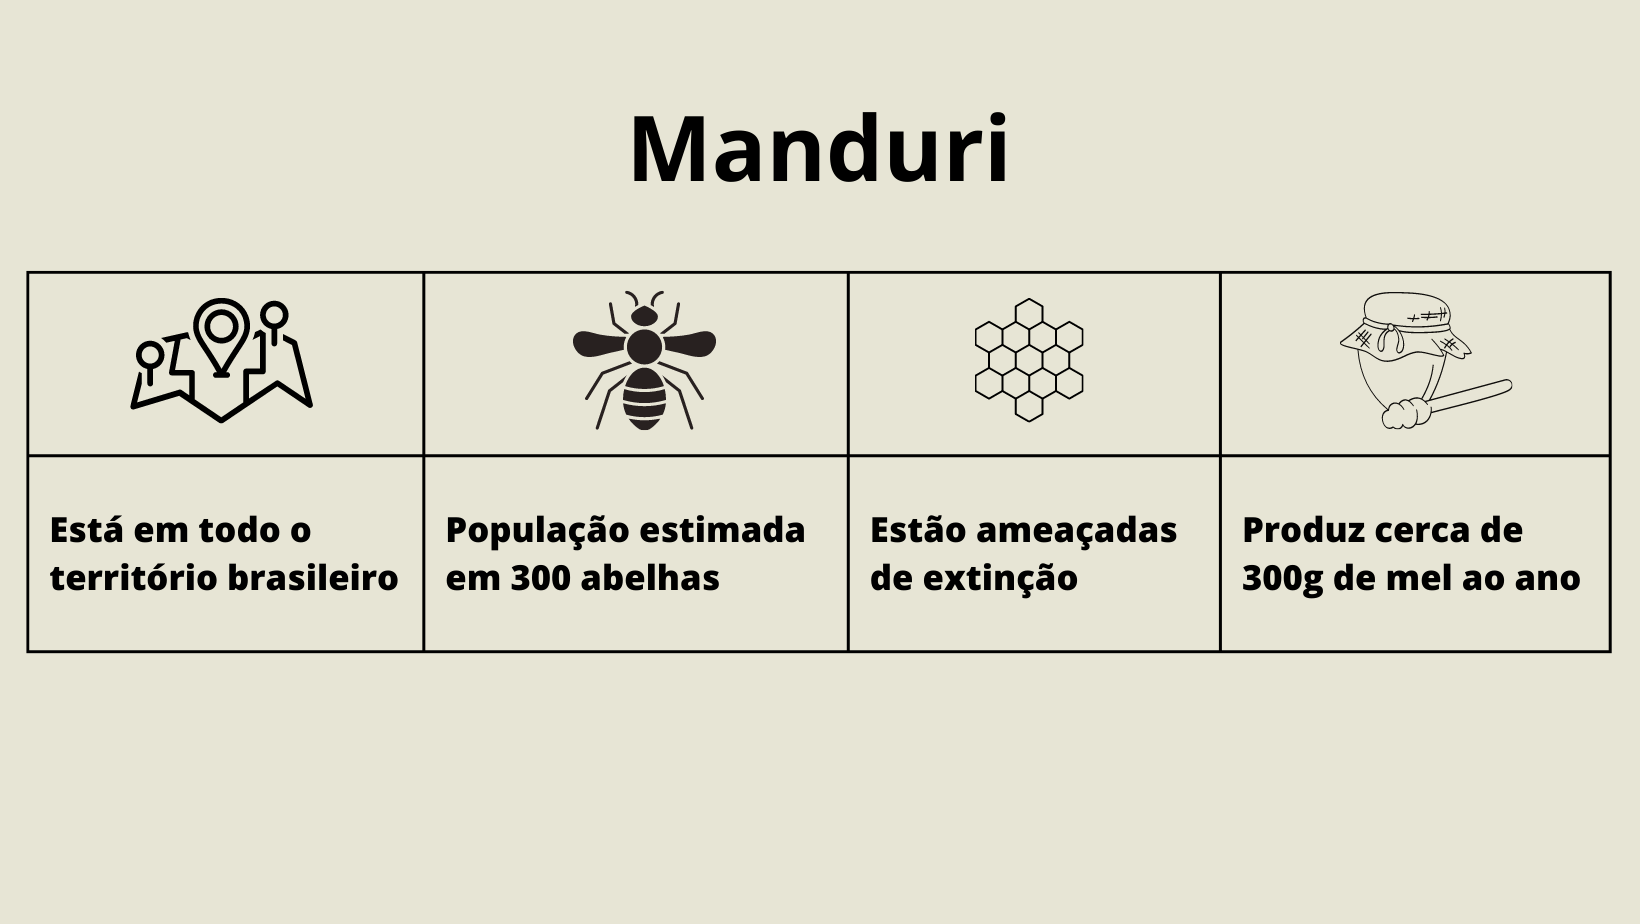 Manduri
Está em todo o
território brasileiro
População estimada
em 300 abelhas
Estão ameaçadas
de extinção
Produz cerca de
300g de mel ao ano